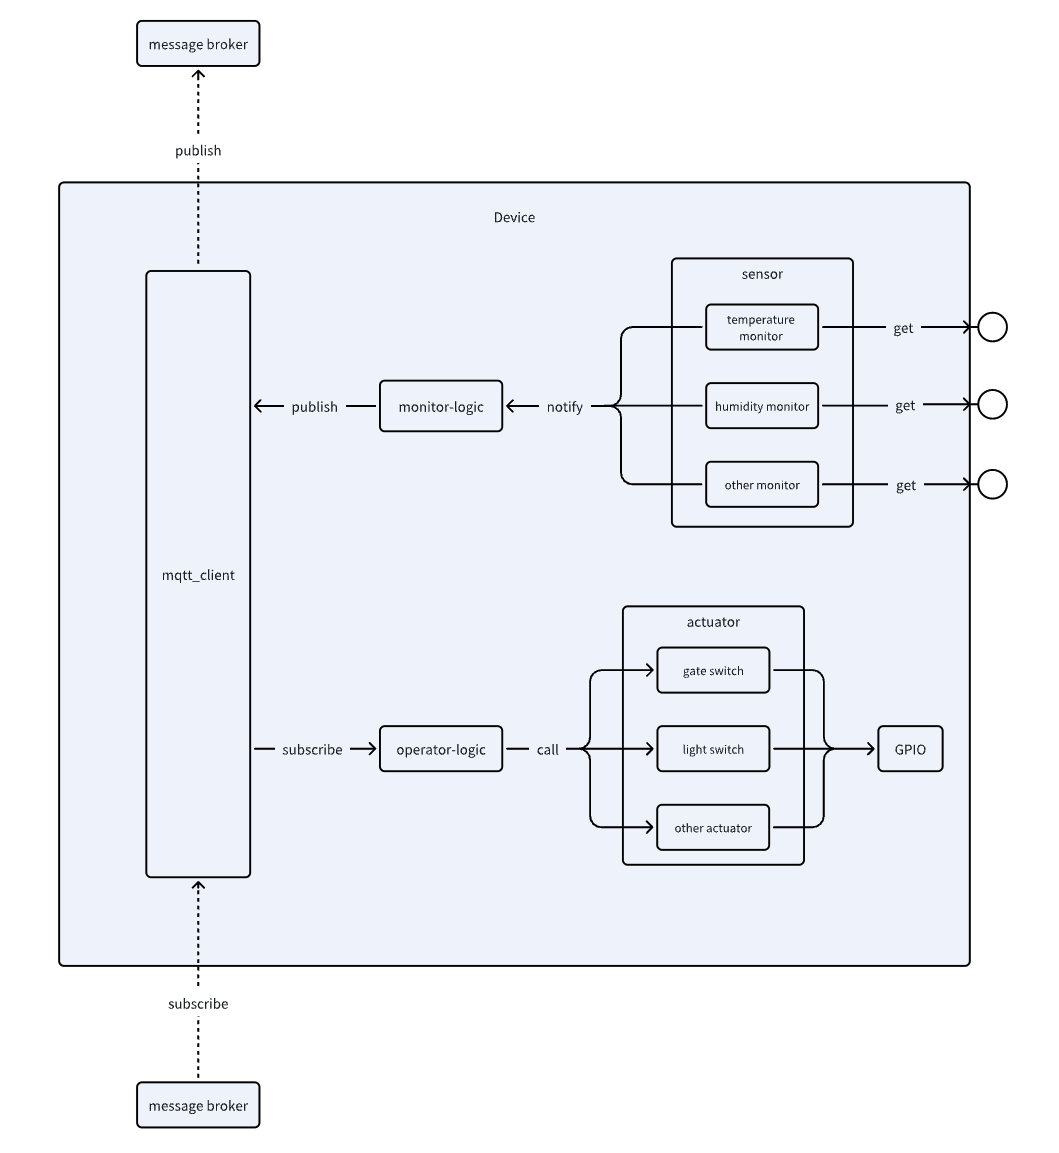 message broker
publish
Device
sensor
temperature
monitor
get
publish
monitor-logic
notify
humidity monitor
get
other monitor
get
mqtt_client
actuator
gate switch
subscribe
operator-logic
call
light switch
GPIO
other actuator
subscribe
message broker